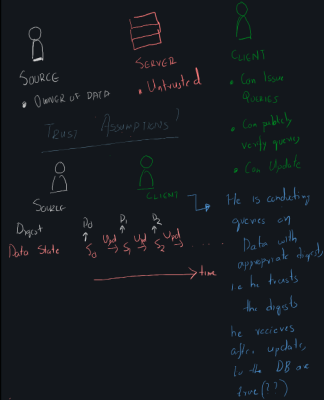 SOURCE
• OWNER OF DATA
SERVER
• Untrusted
CLIENT
• Can Issue
Queries
• Can publicly
verify queries
• Can Update
TRUST Assumptions?
SOURCE
CLIENT
Digest D0 D1 D2
Data State S0 Upd S1 Upd S2 Upd ......
time
He is conducting
queries on
Data with
appropriate digests,
i.e he trusts
the digests
he recieves
after update,
to the DB are
true(??)